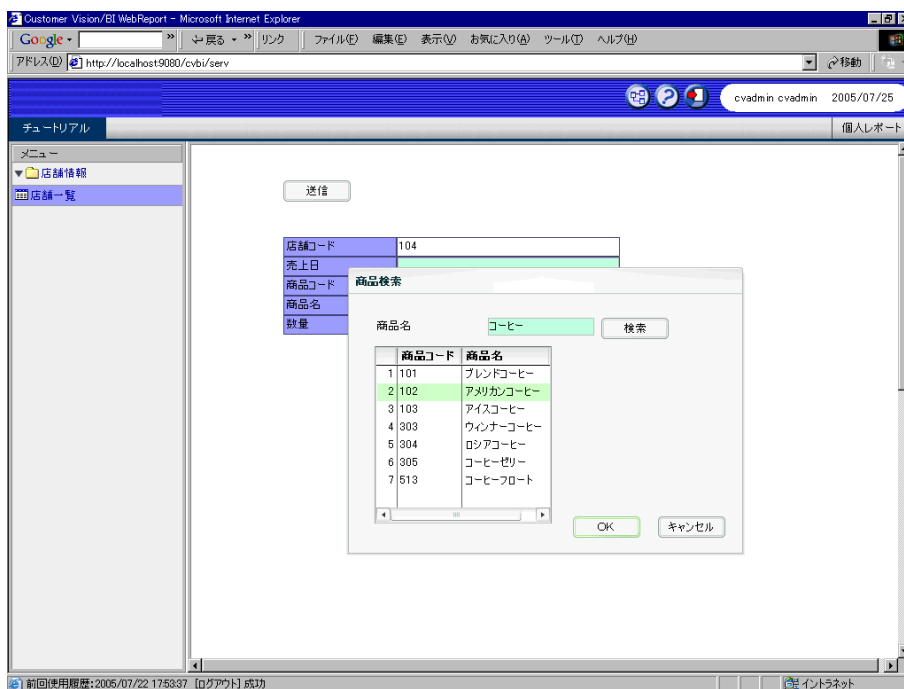 Customer Vision/BI WebReport - Microsoft Internet Explorer
Google » 戻る » リンク ファイル(F) 編集(E) 表示(V) お気に入り(A) ツール(T) ヘルプ(H)
アドレス(D) http://localhost:9080/cvbi/serv 移動
cvadmin cvadmin 2005/07/25
チュートリアル 個人レポート
メニュー
店舗情報
店舗一覧
送信
店舗コード 104
売上日
商品コード
商品名
数量
商品検索
商品名 コーヒー 検索
商品コード 商品名
1 101 ブレンドコーヒー
2 102 アメリカンコーヒー
3 103 アイスコーヒー
4 303 ウィンナーコーヒー
5 304 ロシアコーヒー
6 305 コーヒーゼリー
7 513 コーヒーフロート
OK キャンセル
前回使用履歴:2005/07/22 17:53:37 [ログアウト] 成功 イントラネット